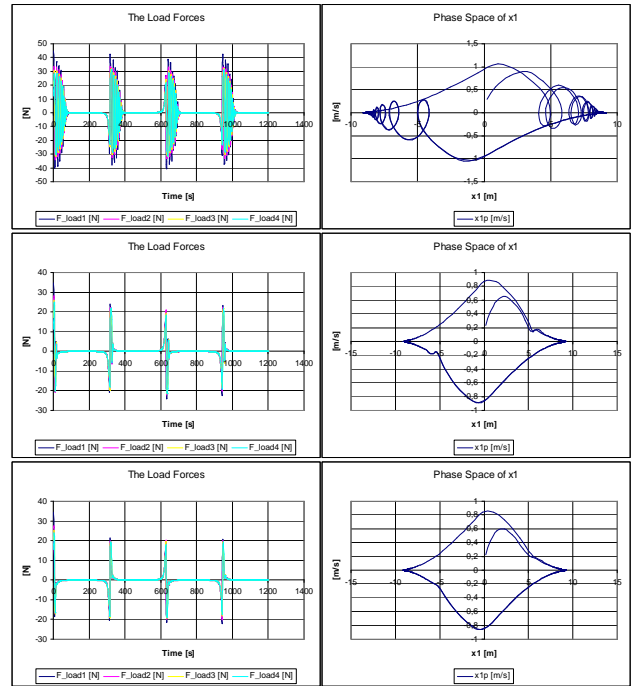 The Load Forces
50
40
30
20
10
0
-10
-20
-30
-40
-50
0 200 400 600 800 1000 1200 1400
[N]
Time [s]
F_load1 [N] F_load2 [N] F_load3 [N] F_load4 [N]
Phase Space of x1
1,5
1
0,5
0
-0,5
-1
-1,5
-10 -5 0 5 10
[m/s]
x1 [m]
x1p [m/s]
The Load Forces
40
30
20
10
0
-10
-20
-30
0 200 400 600 800 1000 1200 1400
[N]
Time [s]
F_load1 [N] F_load2 [N] F_load3 [N] F_load4 [N]
Phase Space of x1
1
0,8
0,6
0,4
0,2
0
-0,2
-0,4
-0,6
-0,8
-1
-15 -10 -5 0 5 10 15
[m/s]
x1 [m]
x1p [m/s]
The Load Forces
40
30
20
10
0
-10
-20
-30
0 200 400 600 800 1000 1200 1400
[N]
Time [s]
F_load1 [N] F_load2 [N] F_load3 [N] F_load4 [N]
Phase Space of x1
1
0,8
0,6
0,4
0,2
0
-0,2
-0,4
-0,6
-0,8
-1
-15 -10 -5 0 5 10 15
[m/s]
x1 [m]
x1p [m/s]